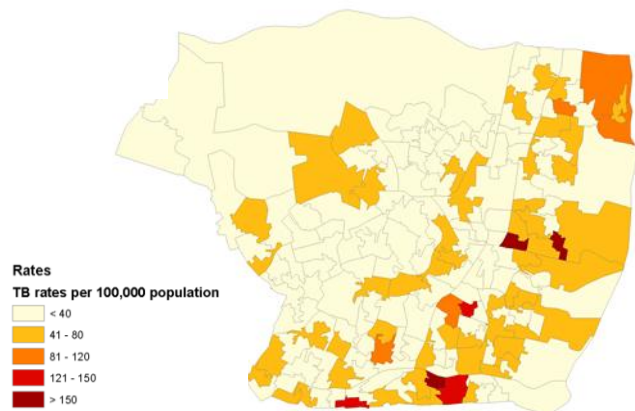 Rates
TB rates per 100,000 population
< 40
41 - 80
81 - 120
121 - 150
> 150